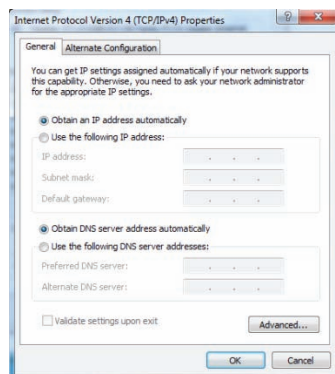 Internet Protocol Version 4 (TCP/IPv4) Properties
General
Alternate Configuration
You can get IP settings assigned automatically if your network supports
this capability. Otherwise, you need to ask your network administrator
for the appropriate IP settings.
Obtain an IP address automatically
Use the following IP address:
IP address:
Subnet mask:
Default gateway:
Obtain DNS server address automatically
Use the following DNS server addresses:
Preferred DNS server:
Alternate DNS server:
Validate settings upon exit
Advanced...
OK
Cancel